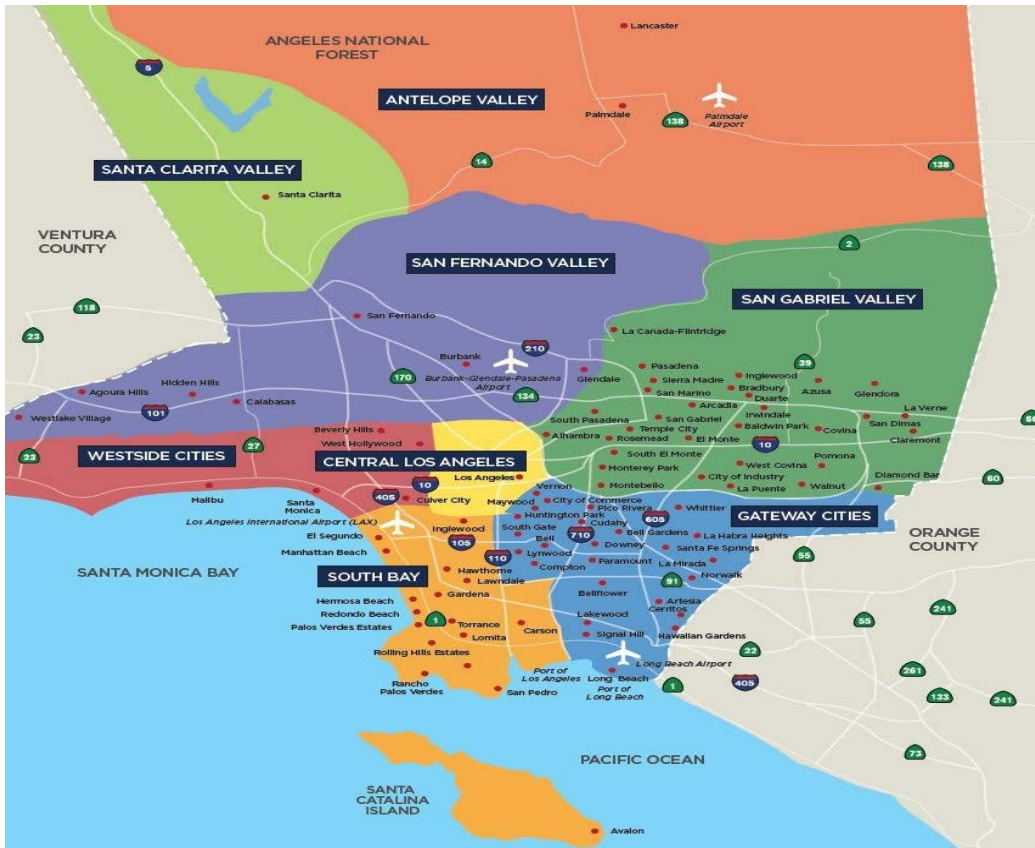 Lancaster
ANGELES NATIONAL
FOREST
5
ANTELOPE VALLEY
Palmdale
138
Palmdale
Airport
14
138
SANTA CLARITA VALLEY
Santa Clarita
VENTURA
COUNTY
2
SAN FERNANDO VALLEY
SAN GABRIEL VALLEY
118
23
San Fernando
La Canada-Flintridge
210
Burbank
Burbank-Glendale-Pasadena
Airport
170
134
Glendale
39
Pasadena
Sierra Madre
San Marino
Inglewood
Bradbury
Duarte
Azusa
Glendora
Arcadia
Irwindale
Hidden Hills
Agoura Hills
Calabasas
101
Westlake Village
South Pasadena
San Gabriel
Baldwin Park
La Verne
San Dimas
Claremont
Covina
Temple City
Alhambra
Rosemead
El Monte
10
Beverly Hills
West Hollywood
27
23
WESTSIDE CITIES
CENTRAL LOS ANGELES
South El Monte
Monterey Park
West Covina
Pomona
Los Angeles
City of Industry
Montebello
La Puente
Walnut
Diamond Bar
60
Malibu
Santa
Monica
405
10
Culver City
Vernon
Maywood
City of Commerce
Pico Rivera
Whittier
Los Angeles International Airport (LAX)
Huntington Park
Cudahy
605
GATEWAY CITIES
El Segundo
Inglewood
South Gate
Bell
710
Bell Gardens
La Habra Heights
ORANGE
COUNTY
105
Manhattan Beach
110
Lynwood
Downey
Santa Fe Springs
55
Compton
Paramount
La Mirada
SANTA MONICA BAY
SOUTH BAY
Hawthorne
Lawndale
Gardena
91
Norwalk
Bellflower
Hermosa Beach
Redondo Beach
Palos Verdes Estates
1
Torrance
Lomita
Carson
Lakewood
Signal Hill
Artesia
Cerritos
Hawaiian Gardens
241
55
Rolling Hills Estates
22
Rancho
Palos Verdes
San Pedro
Port of
Los Angeles
Long Beach
Port of
Long Beach
Long Beach Airport
1
405
261
133
241
73
PACIFIC OCEAN
SANTA
CATALINA
ISLAND
Avalon